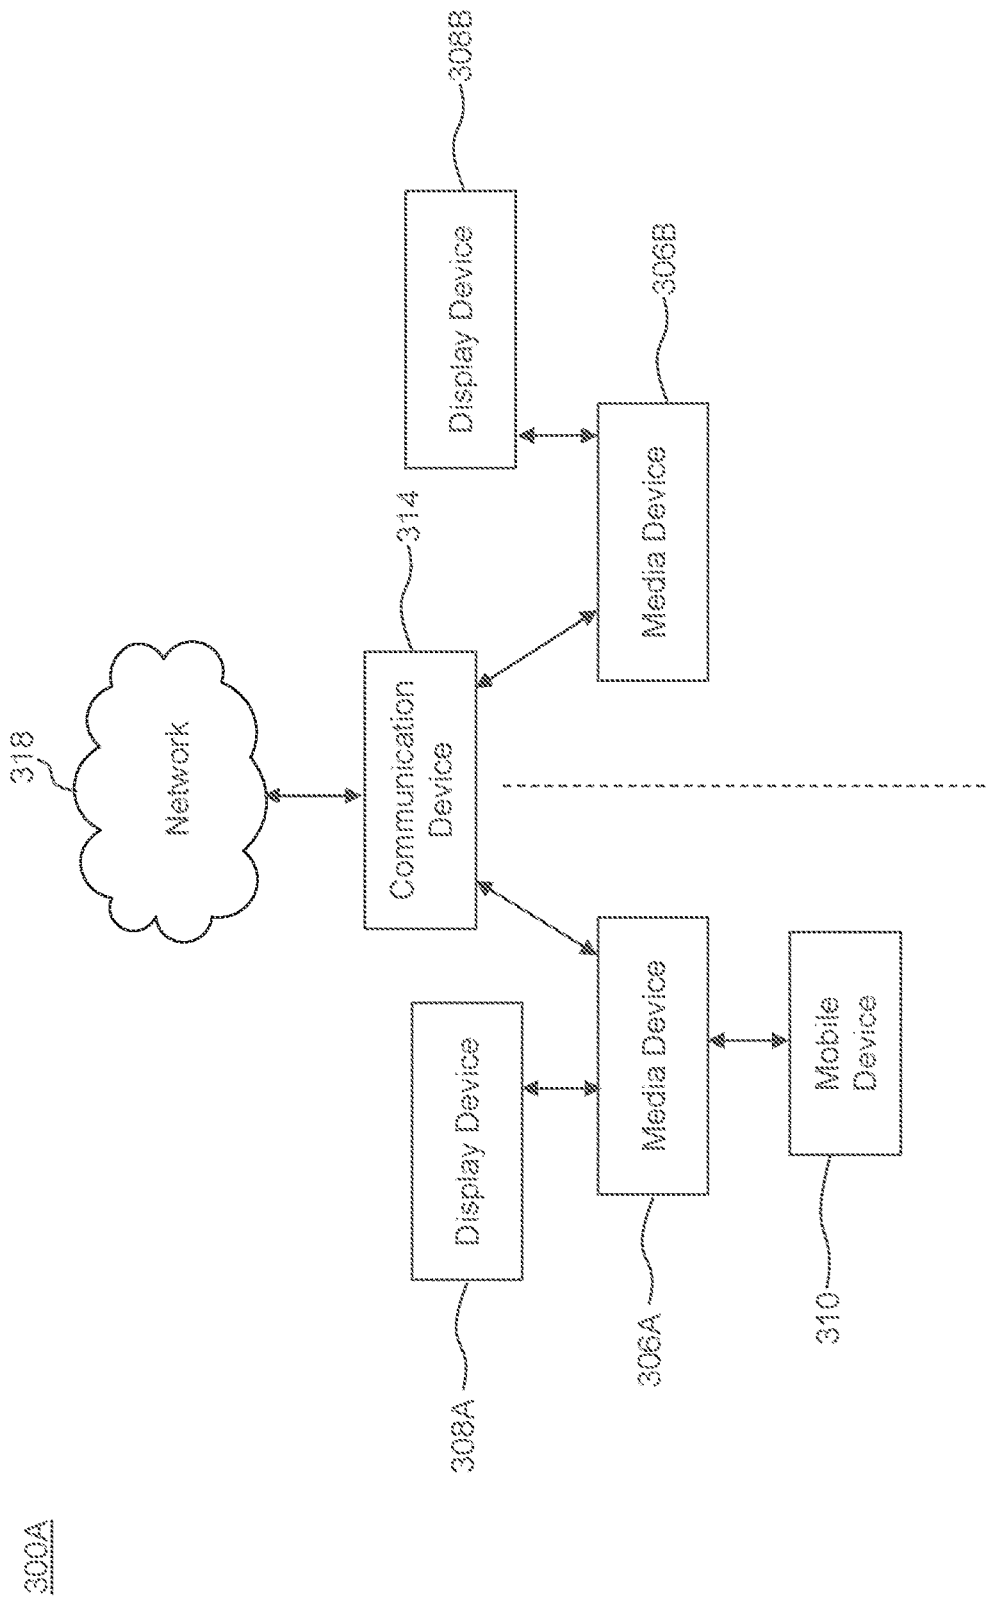 300A
318
Network
314
Communication
Device
308A
Display Device
308B
Display Device
306A
Media Device
306B
Media Device
310
Mobile
Device